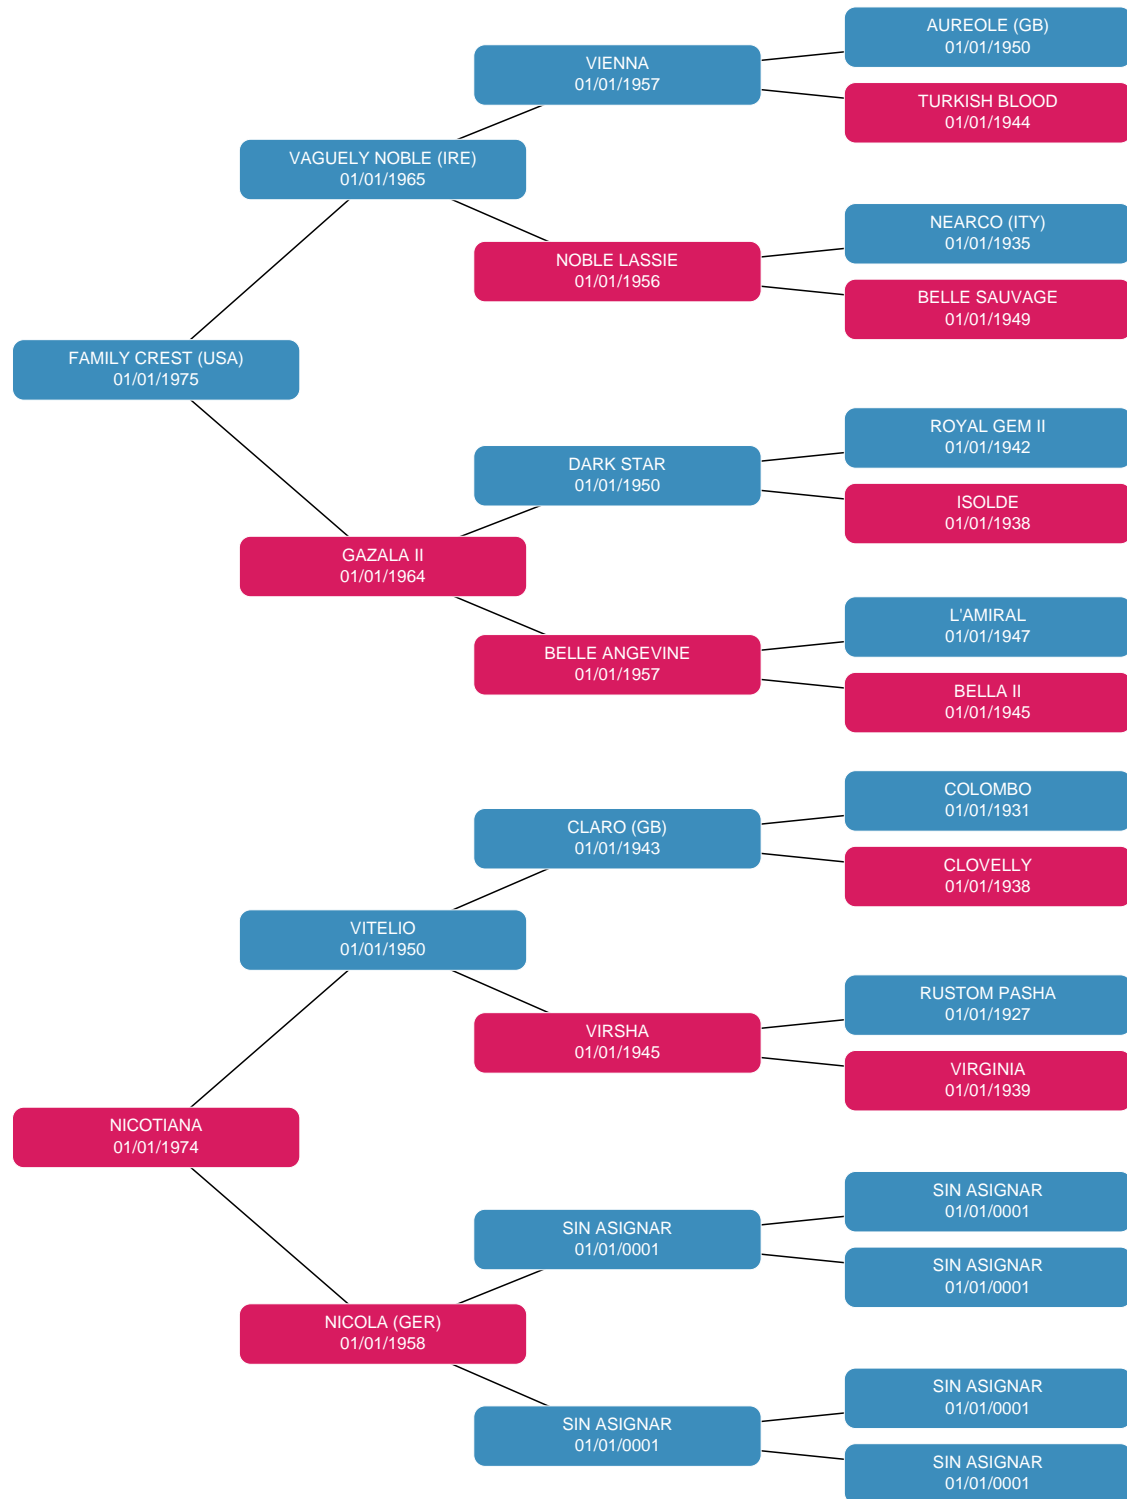 AUREOLE (GB)
01/01/1950
VIENNA
01/01/1957
TURKISH BLOOD
01/01/1944
VAGUELY NOBLE (IRE)
01/01/1965
NEARCO (ITY)
01/01/1935
NOBLE LASSIE
01/01/1956
BELLE SAUVAGE
01/01/1949
FAMILY CREST (USA)
01/01/1975
ROYAL GEM II
01/01/1942
DARK STAR
01/01/1950
ISOLDE
01/01/1938
GAZALA II
01/01/1964
L'AMIRAL
01/01/1947
BELLE ANGEVINE
01/01/1957
BELLA II
01/01/1945
COLOMBO
01/01/1931
CLARO (GB)
01/01/1943
CLOVELLY
01/01/1938
VITELIO
01/01/1950
RUSTOM PASHA
01/01/1927
VIRSHA
01/01/1945
VIRGINIA
01/01/1939
NICOTIANA
01/01/1974
SIN ASIGNAR
01/01/0001
SIN ASIGNAR
01/01/0001
SIN ASIGNAR
01/01/0001
NICOLA (GER)
01/01/1958
SIN ASIGNAR
01/01/0001
SIN ASIGNAR
01/01/0001
SIN ASIGNAR
01/01/0001